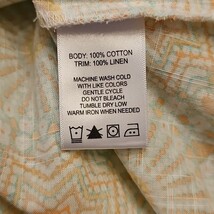 BODY: 100% COTTON
TRIM: 100% LINEN
MACHINE WASH COLD
WITH LIKE COLORS
GENTLE CYCLE
DO NOT BLEACH
TUMBLE DRY LOW
WARM IRON WHEN NEEDED